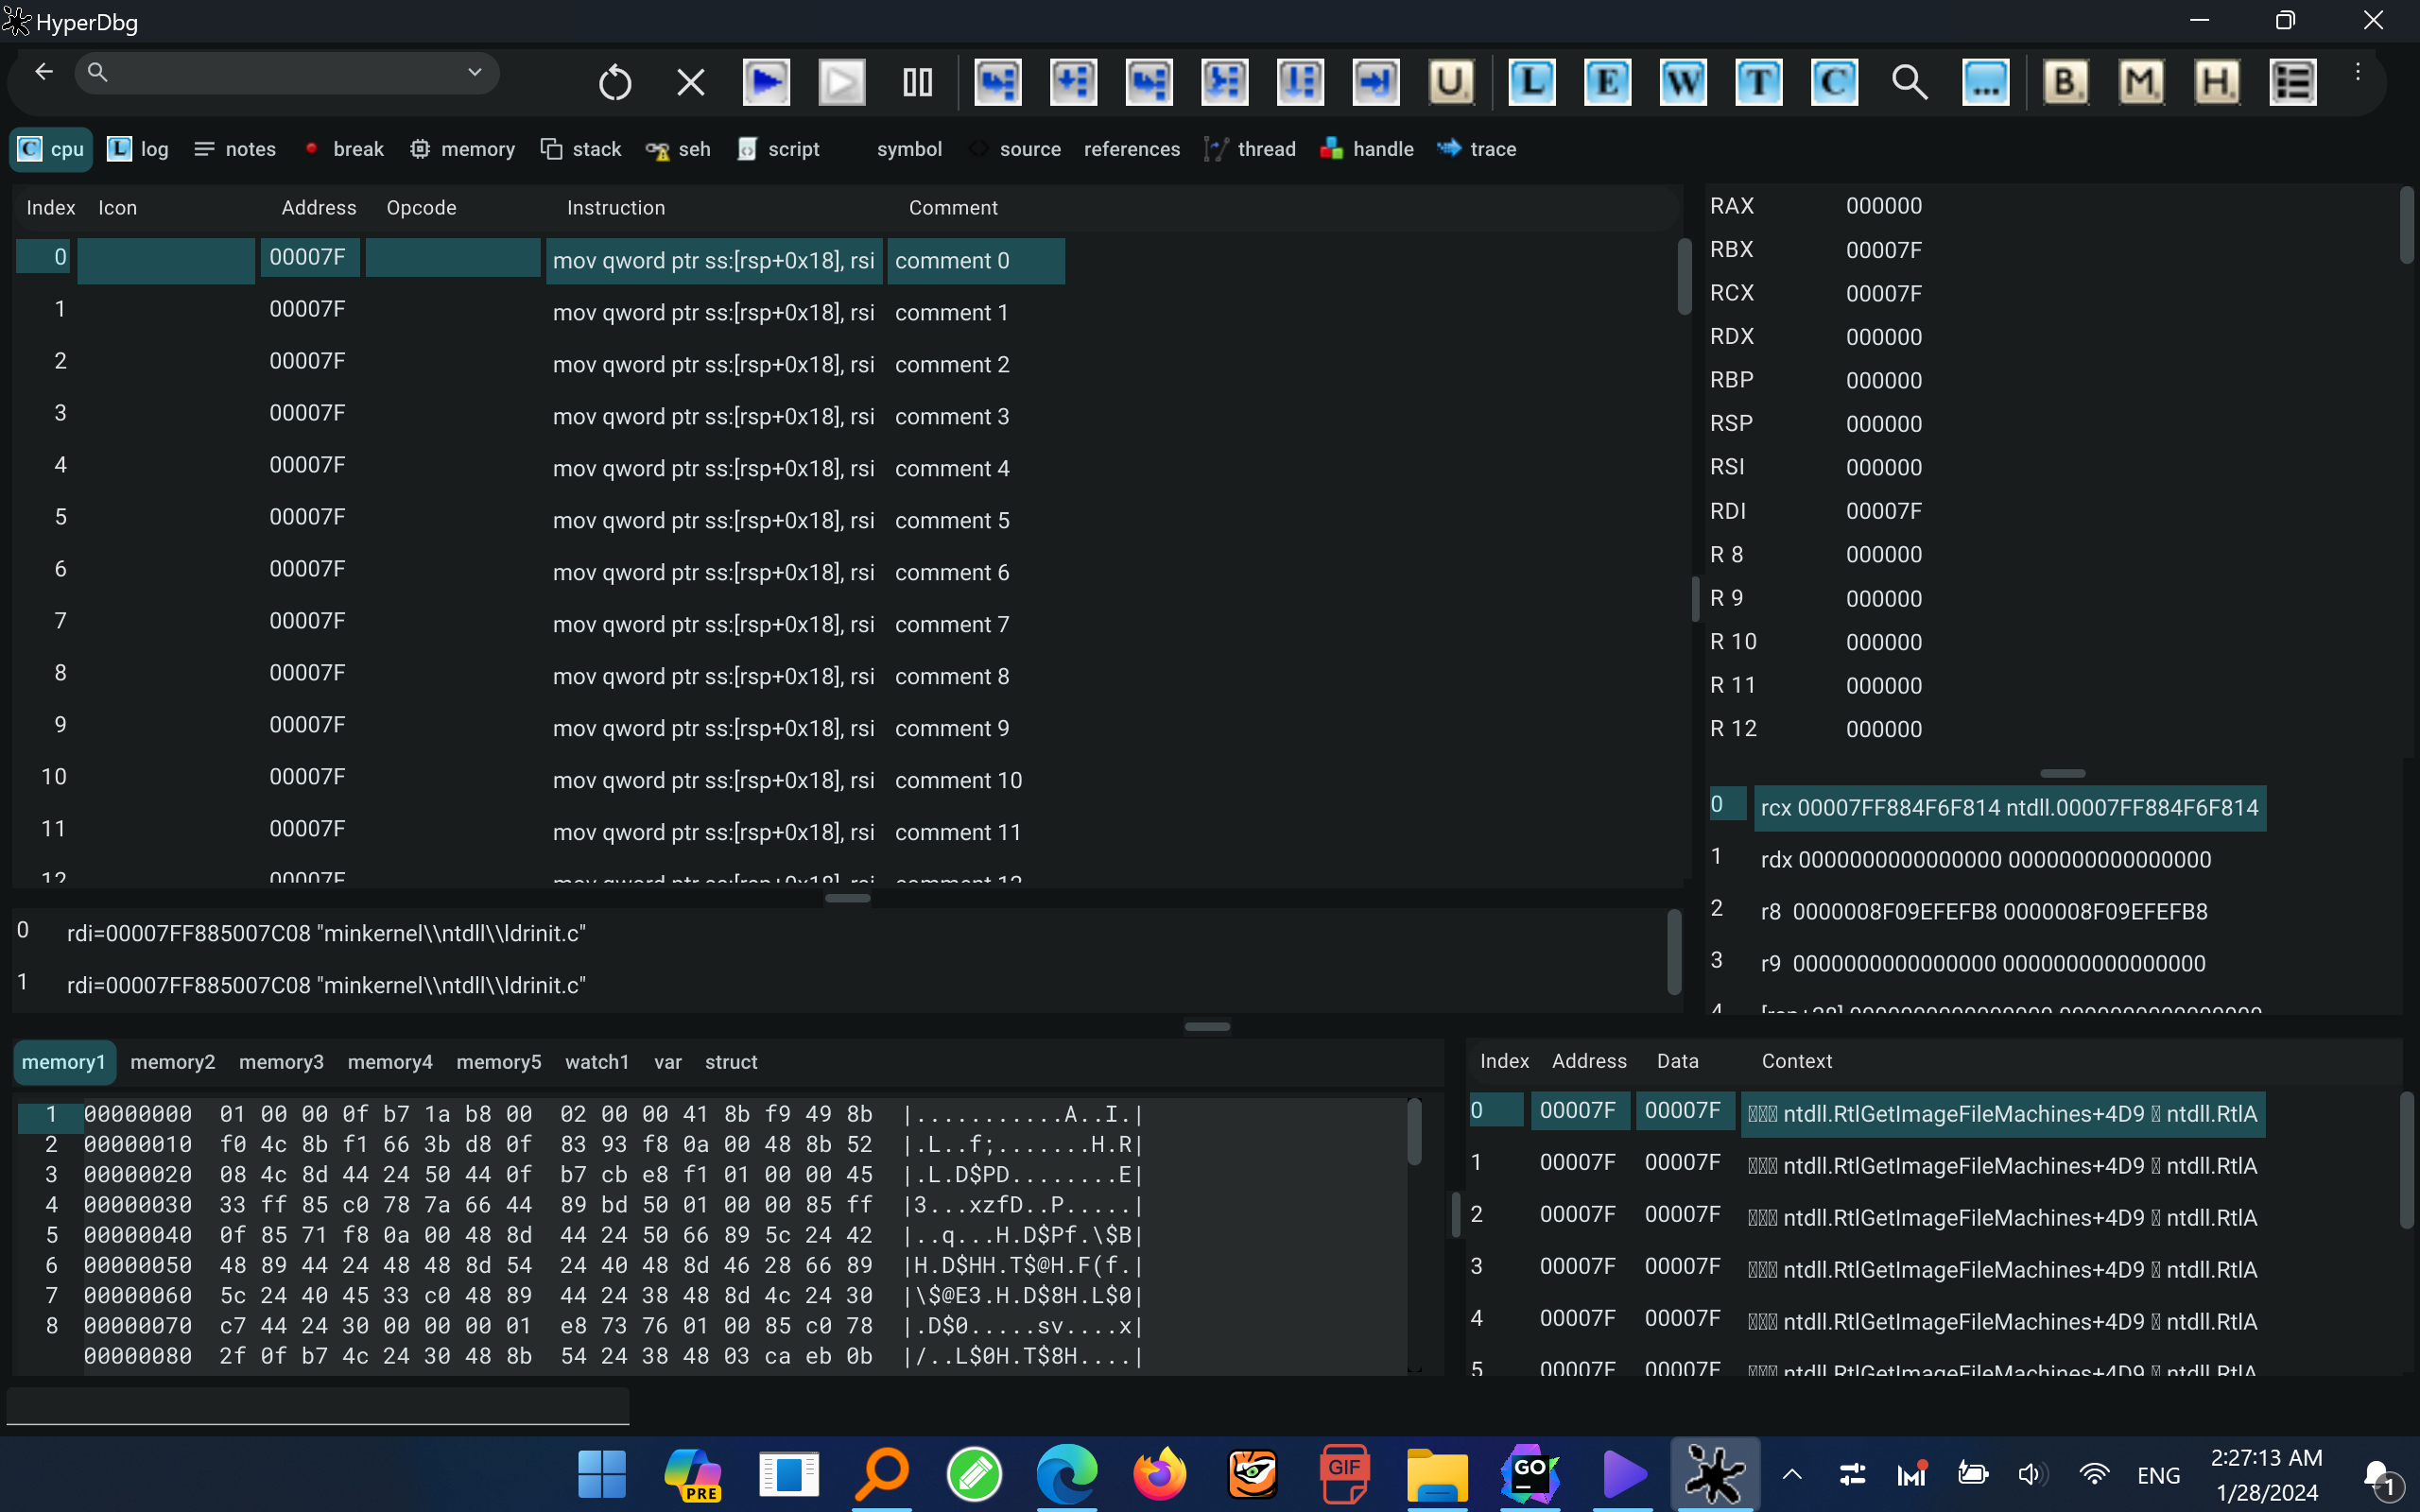 HyperDbg
U L E W T C ... B. M. H.
cpu log notes break memory stack seh script symbol source references thread handle trace
Index Icon Address Opcode Instruction Comment
0 00007F mov qword ptr ss:[rsp+0x18], rsi comment 0
1 00007F mov qword ptr ss:[rsp+0x18], rsi comment 1
2 00007F mov qword ptr ss:[rsp+0x18], rsi comment 2
3 00007F mov qword ptr ss:[rsp+0x18], rsi comment 3
4 00007F mov qword ptr ss:[rsp+0x18], rsi comment 4
5 00007F mov qword ptr ss:[rsp+0x18], rsi comment 5
6 00007F mov qword ptr ss:[rsp+0x18], rsi comment 6
7 00007F mov qword ptr ss:[rsp+0x18], rsi comment 7
8 00007F mov qword ptr ss:[rsp+0x18], rsi comment 8
9 00007F mov qword ptr ss:[rsp+0x18], rsi comment 9
10 00007F mov qword ptr ss:[rsp+0x18], rsi comment 10
11 00007F mov qword ptr ss:[rsp+0x18], rsi comment 11
12 00007F mov qword ptr ss:[rsp+0x18], rsi comment 12
RAX 000000
RBX 00007F
RCX 00007F
RDX 000000
RBP 000000
RSP 000000
RSI 000000
RDI 00007F
R 8 000000
R 9 000000
R 10 000000
R 11 000000
R 12 000000
0 rcx 00007FF884F6F814 ntdll.00007FF884F6F814
1 rdx 0000000000000000 0000000000000000
2 r8 0000008F09EFEFB8 0000008F09EFEFB8
3 r9 0000000000000000 0000000000000000
4 [rsp+28] 0000000000000000 0000000000000000
0 rdi=00007FF885007C08 "minkernel\\ntdll\\ldrinit.c"
1 rdi=00007FF885007C08 "minkernel\\ntdll\\ldrinit.c"
memory1 memory2 memory3 memory4 memory5 watch1 var struct
1 00000000 01 00 00 0f b7 1a b8 00 02 00 00 41 8b f9 49 8b |...........A..I.|
2 00000010 f0 4c 8b f1 66 3b d8 0f 83 93 f8 0a 00 48 8b 52 |.L..f;.......H.R|
3 00000020 08 4c 8d 44 24 50 44 0f b7 cb e8 f1 01 00 00 45 |.L.D$PD........E|
4 00000030 33 ff 85 c0 78 7a 66 44 89 bd 50 01 00 00 85 ff |3...xzfD..P.....|
5 00000040 0f 85 71 f8 0a 00 48 8d 44 24 50 66 89 5c 24 42 |..q...H.D$Pf.\$B|
6 00000050 48 89 44 24 48 48 8d 54 24 40 48 8d 46 28 66 89 |H.D$HH.T$@H.F(f.|
7 00000060 5c 24 40 45 33 c0 48 89 44 24 38 48 8d 4c 24 30 |\$@E3.H.D$8H.L$0|
8 00000070 c7 44 24 30 00 00 00 01 e8 73 76 01 00 85 c0 78 |.D$0.....sv....x|
00000080 2f 0f b7 4c 24 30 48 8b 54 24 38 48 03 ca eb 0b |/..L$0H.T$8H....|
Index Address Data Context
0 00007F 00007F ntdll.RtlGetImageFileMachines+4D9 ntdll.RtlA
1 00007F 00007F ntdll.RtlGetImageFileMachines+4D9 ntdll.RtlA
2 00007F 00007F ntdll.RtlGetImageFileMachines+4D9 ntdll.RtlA
3 00007F 00007F ntdll.RtlGetImageFileMachines+4D9 ntdll.RtlA
4 00007F 00007F ntdll.RtlGetImageFileMachines+4D9 ntdll.RtlA
5 00007F 00007F ntdll.RtlGetImageFileMachines+4D9 ntdll.RtlA
PRE GIF GO ENG 2:27:13 AM
1/28/2024 1